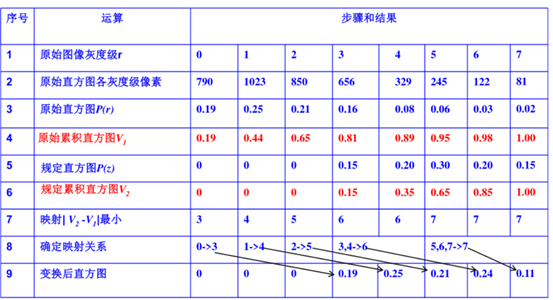 序号 运算 步骤和结果
1 原始图像灰度级r 0 1 2 3 4 5 6 7
2 原始直方图各灰度级像素 790 1023 850 656 329 245 122 81
3 原始直方图P(r) 0.19 0.25 0.21 0.16 0.08 0.06 0.03 0.02
4 原始累积直方图V1 0.19 0.44 0.65 0.81 0.89 0.95 0.98 1.00
5 规定直方图P(z) 0 0 0 0.15 0.20 0.30 0.20 0.15
6 规定累积直方图V2 0 0 0 0.15 0.35 0.65 0.85 1.00
7 映射| V2 -V1|最小 3 4 5 6 6 7 7 7
8 确定映射关系 0->3 1->4 2->5 3,4->6 5,6,7->7
9 变换后直方图 0 0 0 0.19 0.25 0.21 0.24 0.11